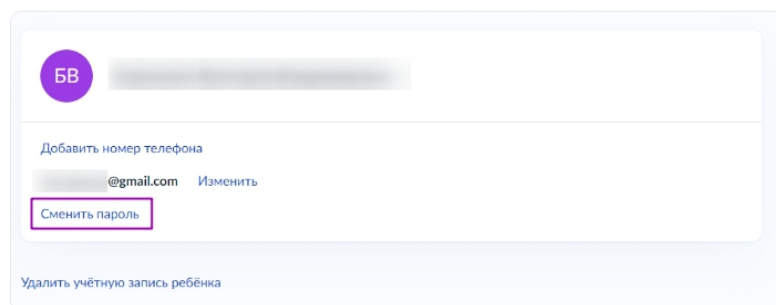 БВ
Добавить номер телефона
@gmail.com Изменить
Сменить пароль
Удалить учётную запись ребёнка